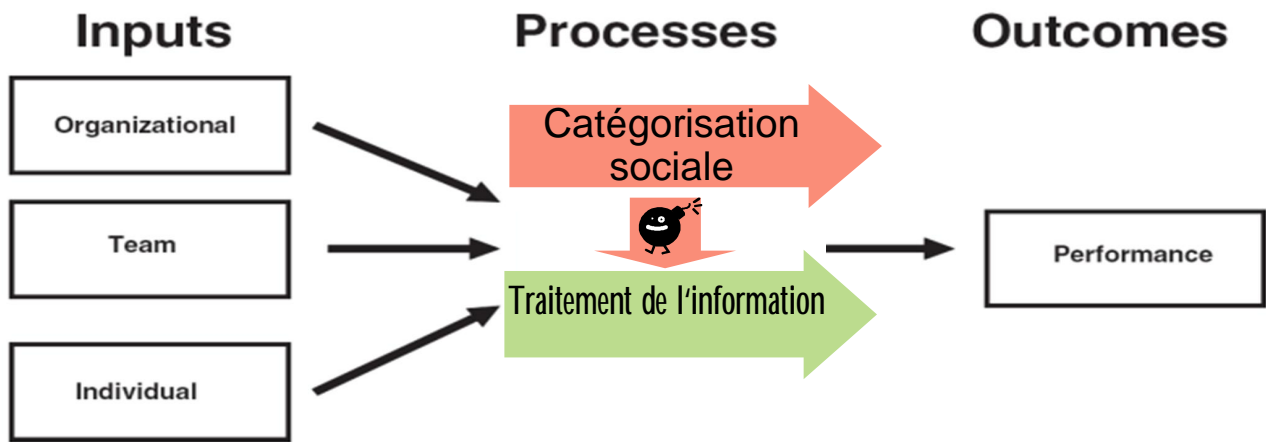 Inputs
Processes
Outcomes
Organizational
Team
Individual
Catégorisation
sociale
Traitement de l'information
Performance